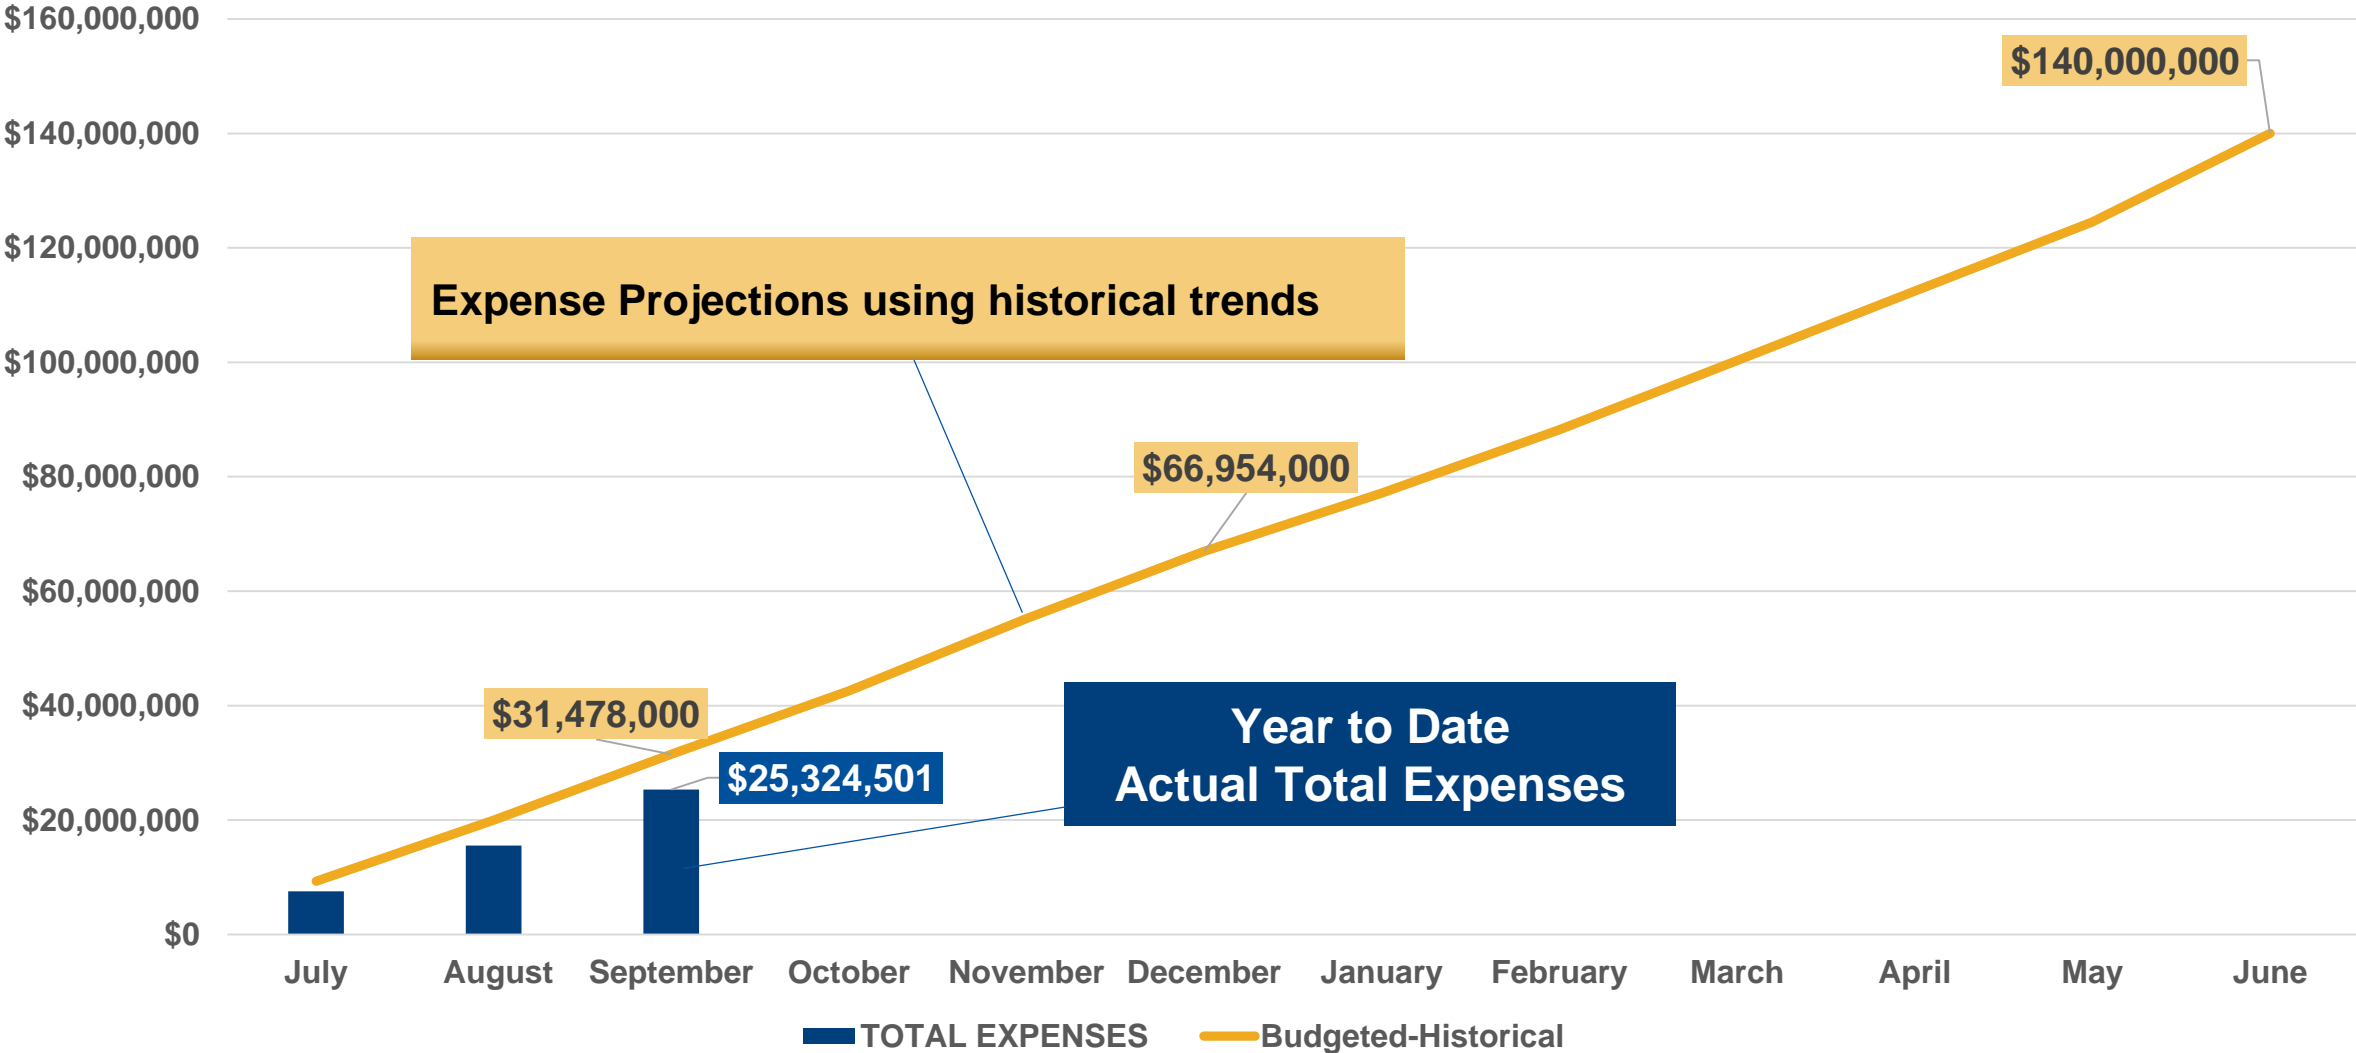 $160,000,000
$140,000,000
$140,000,000
$120,000,000
Expense Projections using historical trends
$100,000,000
$80,000,000
$66,954,000
$60,000,000
$40,000,000
$31,478,000
Year to Date
Actual Total Expenses
$25,324,501
$20,000,000
$0
July August September October November December January February March April May June
TOTAL EXPENSES Budgeted-Historical